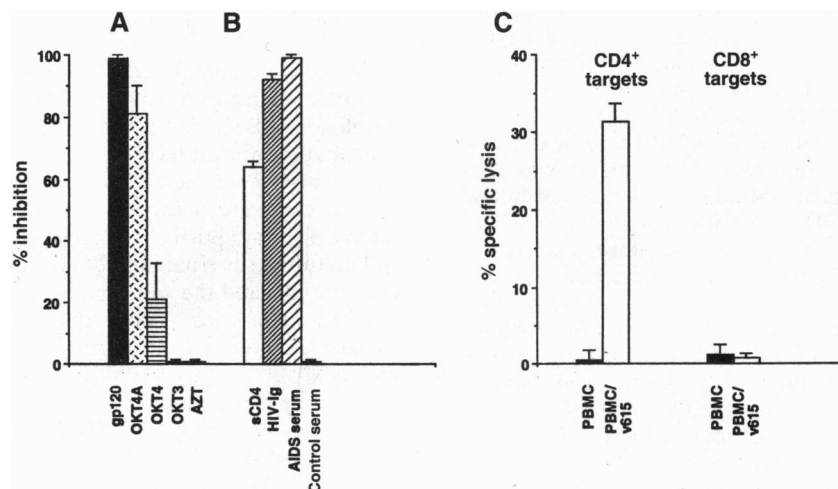 A
B
% inhibition
100
80
60
40
20
0
gp120
OKT4A
OKT4
OKT3
AZT
sCD4
HIV-Ig
AIDS serum
Control serum
C
CD4+
targets
CD8+
targets
% specific lysis
40
30
20
10
0
PBMC
PBMC/
v615
PBMC
PBMC/
v615